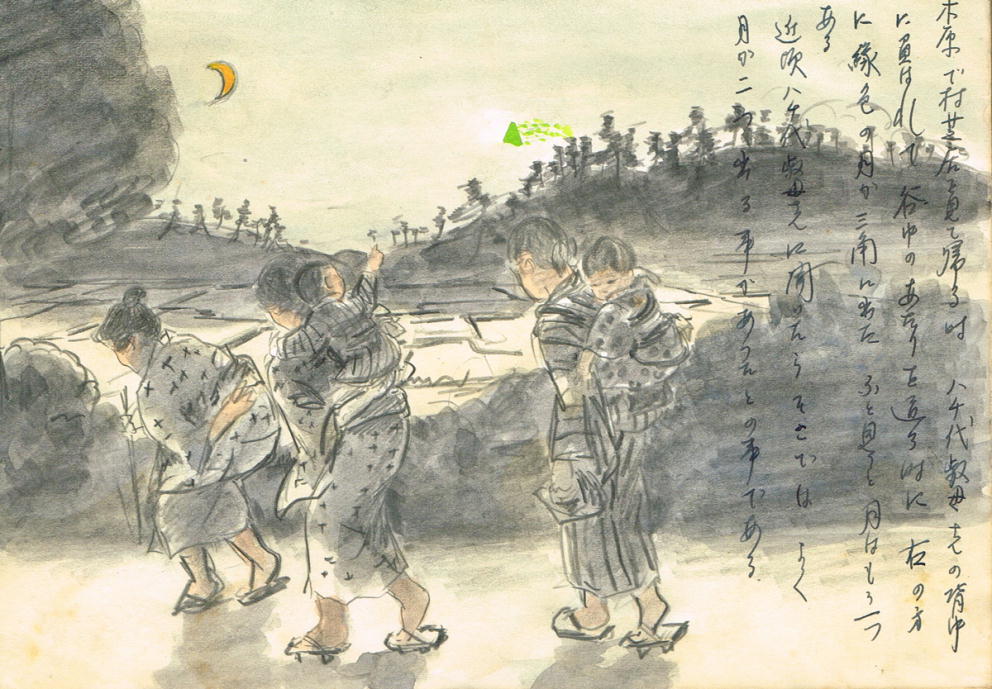 木原で村芝居を見て帰る時 八千代叔母さんの背中
に負はれて 谷中のあたりを通る時に 右の方
に緑色の月が三角に出た ふと見ると月はもう一つ
ある
近頃八千代叔母さんに聞いたら そこでは よく
月が二つ出る事があったとの事である